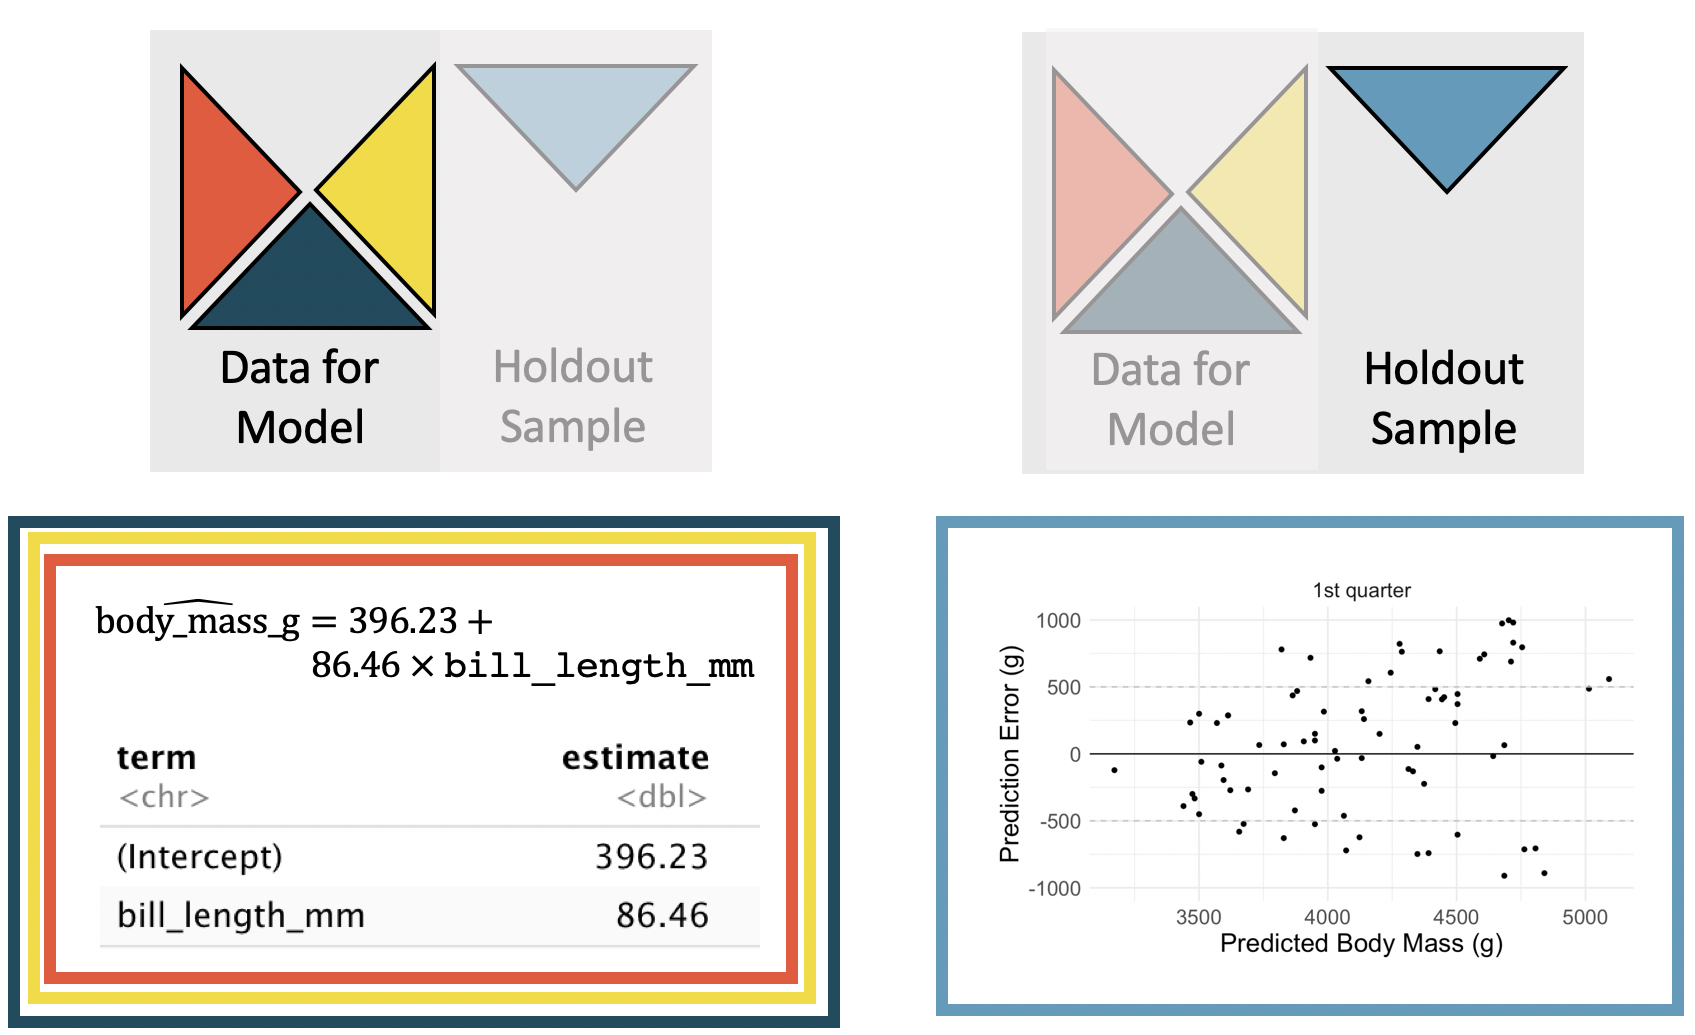 Data for
Model
Holdout
Sample
Data for
Model
Holdout
Sample
body_mass_g = 396.23 +
86.46 × bill_length_mm
term estimate
<chr> <dbl>
(Intercept) 396.23
bill_length_mm 86.46
1st quarter
Prediction Error (g)
1000
500
0
-500
-1000
3500 4000 4500 5000
Predicted Body Mass (g)